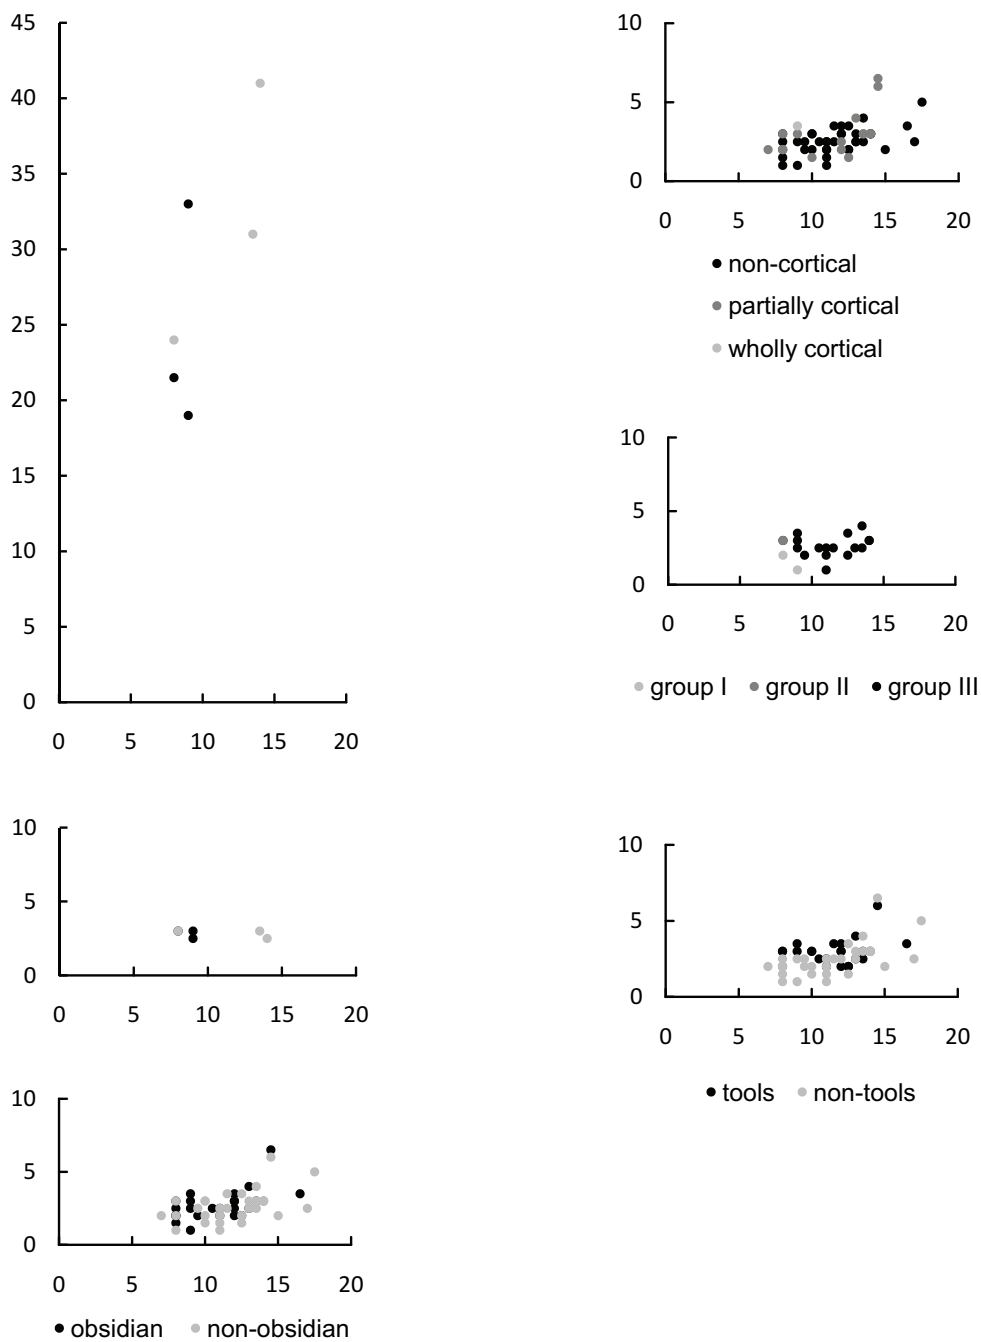 45
40
35
30
25
20
15
10
5
0
0 5 10 15 20
10
5
0
0 5 10 15 20
10
5
0
0 5 10 15 20
obsidian non-obsidian
10
5
0
0 5 10 15 20
non-cortical
partially cortical
wholly cortical
10
5
0
0 5 10 15 20
group I group II group III
10
5
0
0 5 10 15 20
tools non-tools